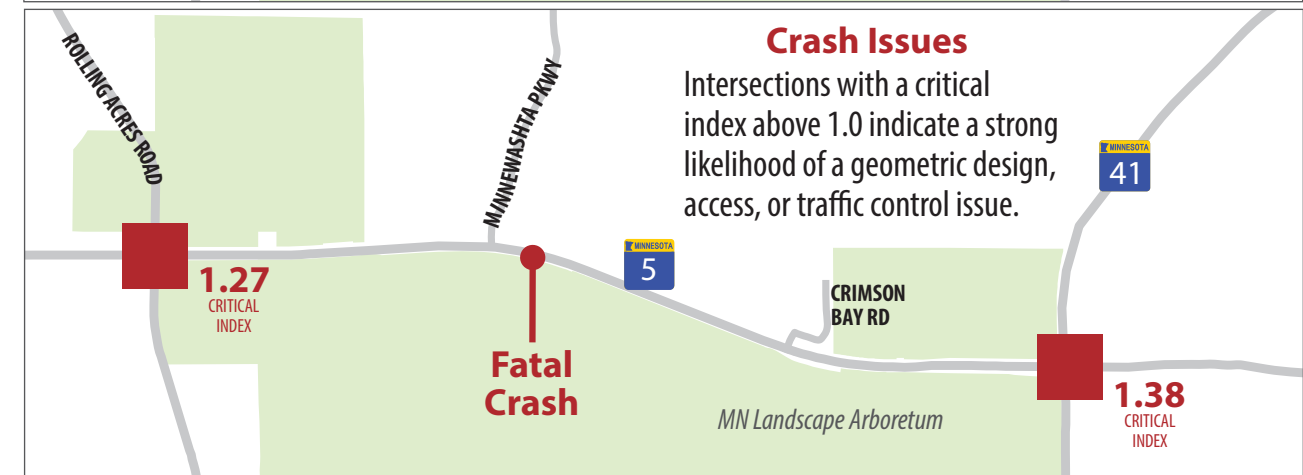 Crash Issues
Intersections with a critical
index above 1.0 indicate a strong
likelihood of a geometric design,
access, or traffic control issue.
ROLLING ACRES ROAD
MINNEWASHTA PKWY
MINNESOTA
41
MINNESOTA
5
1.27
CRITICAL
INDEX
CRIMSON
BAY RD
Fatal
Crash
MN Landscape Arboretum
1.38
CRITICAL
INDEX